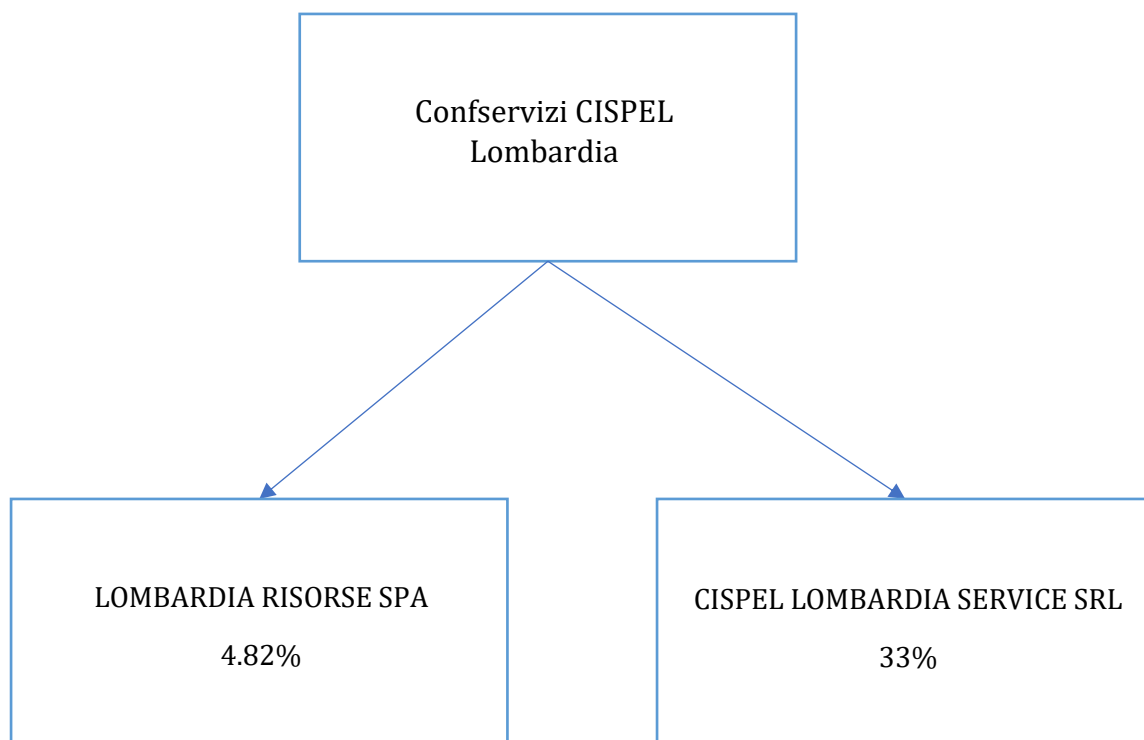 Confservizi CISPEL
Lombardia
LOMBARDIA RISORSE SPA
4.82%
CISPEL LOMBARDIA SERVICE SRL
33%